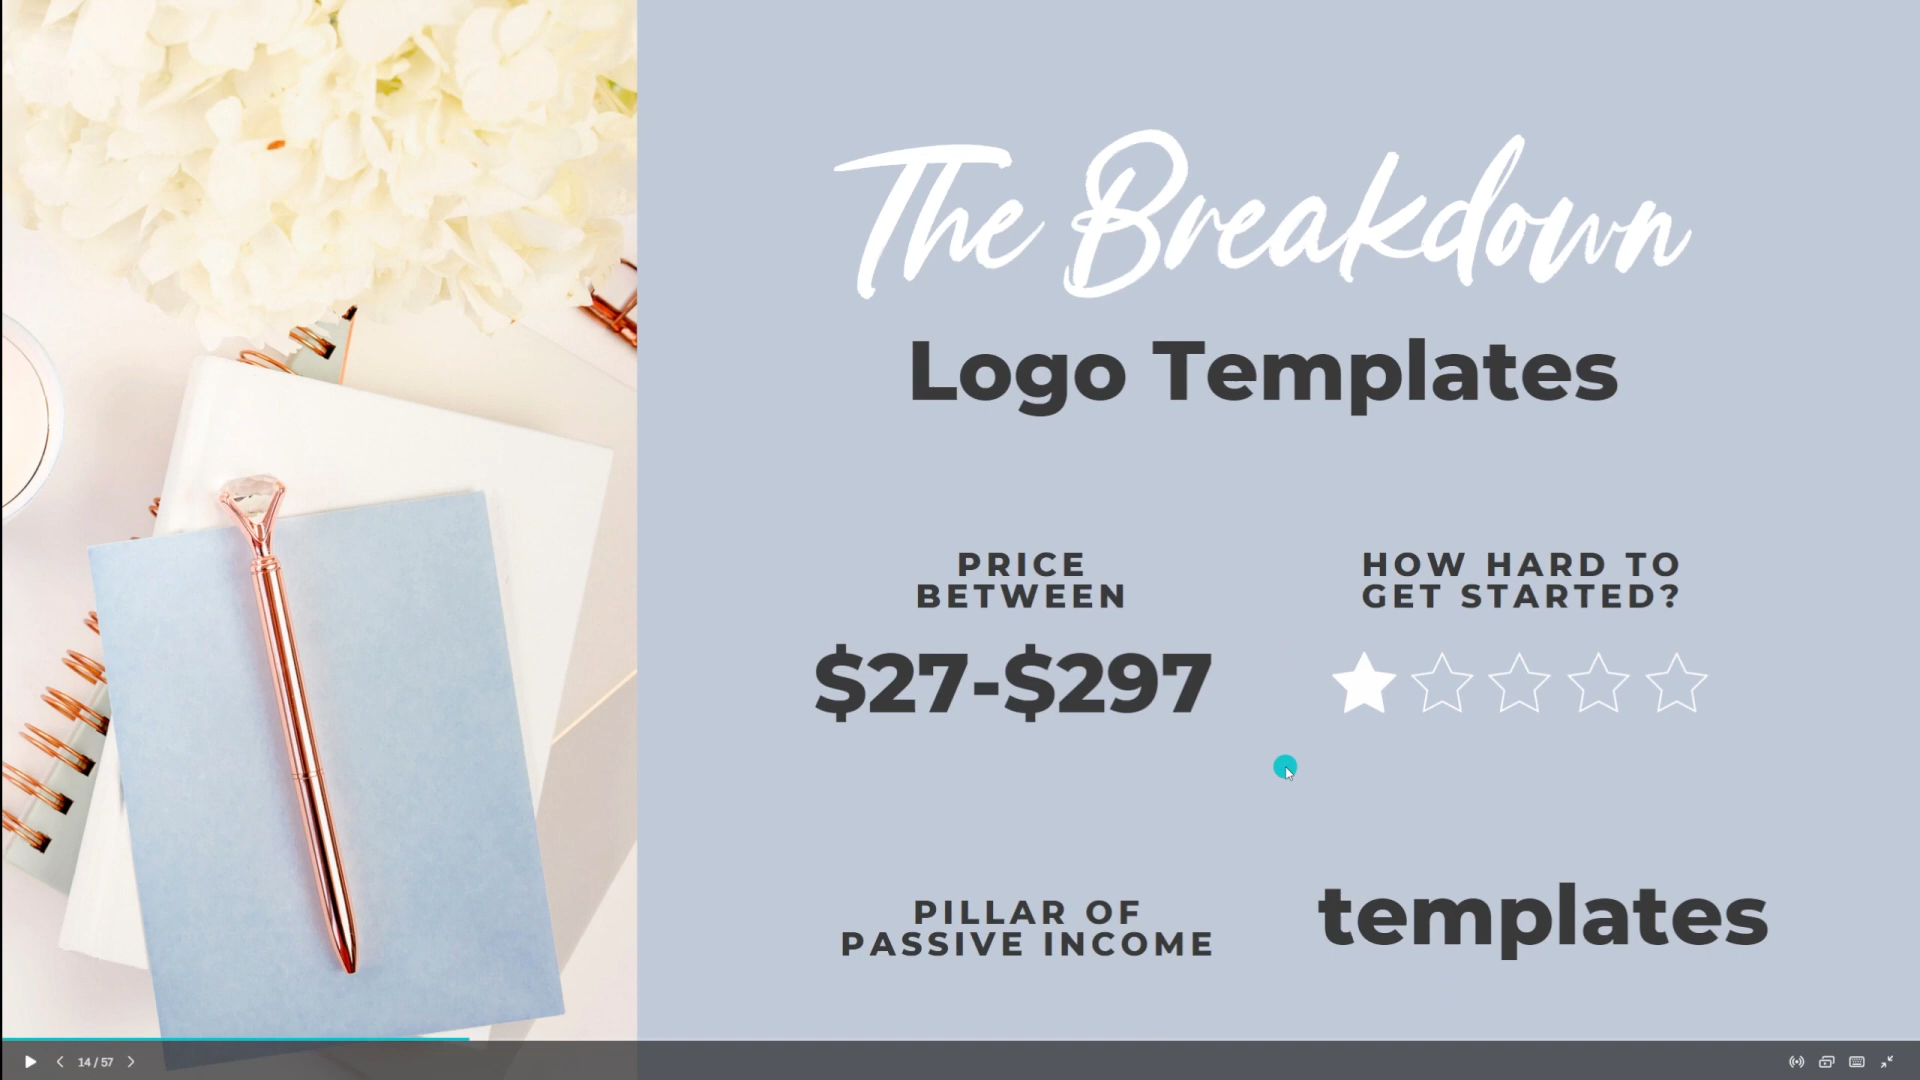 The Breakdown
Logo Templates
PRICE
BETWEEN
$27-$297
HOW HARD TO
GET STARTED?
PILLAR OF
PASSIVE INCOME
templates
14 / 57